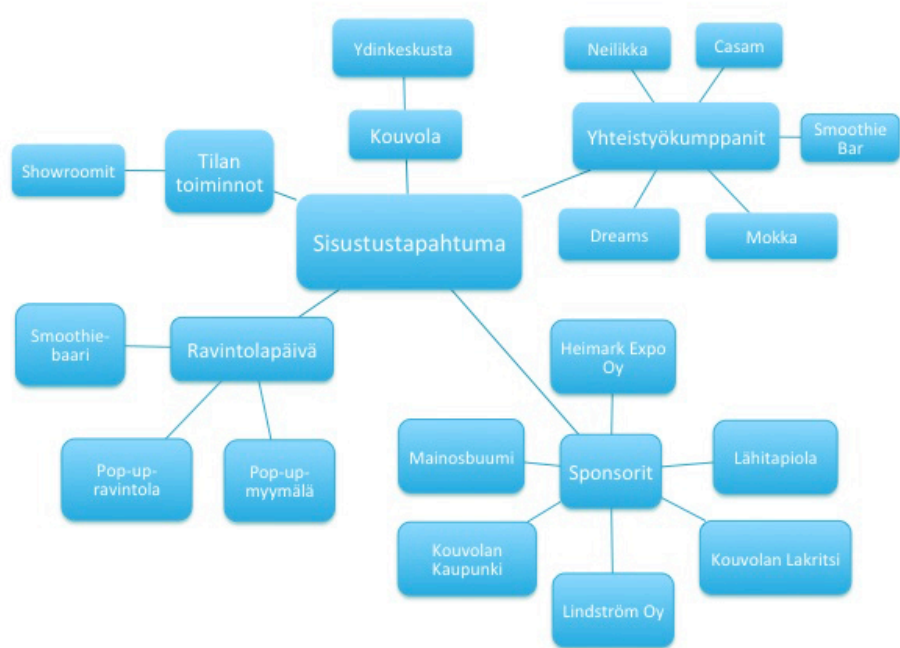 Ydinkeskusta
Neilikka
Casam
Kouvola
Yhteistyökumppanit
Smoothie
Bar
Showroomit
Tilan
toiminnot
Sisustustapahtuma
Dreams
Mokka
Smoothie-
baari
Ravintolapäivä
Heimark Expo
Oy
Pop-up-
ravintola
Pop-up-
myymälä
Mainosbuumi
Sponsorit
Lähitapiola
Kouvolan
Kaupunki
Kouvolan Lakritsi
Lindström Oy